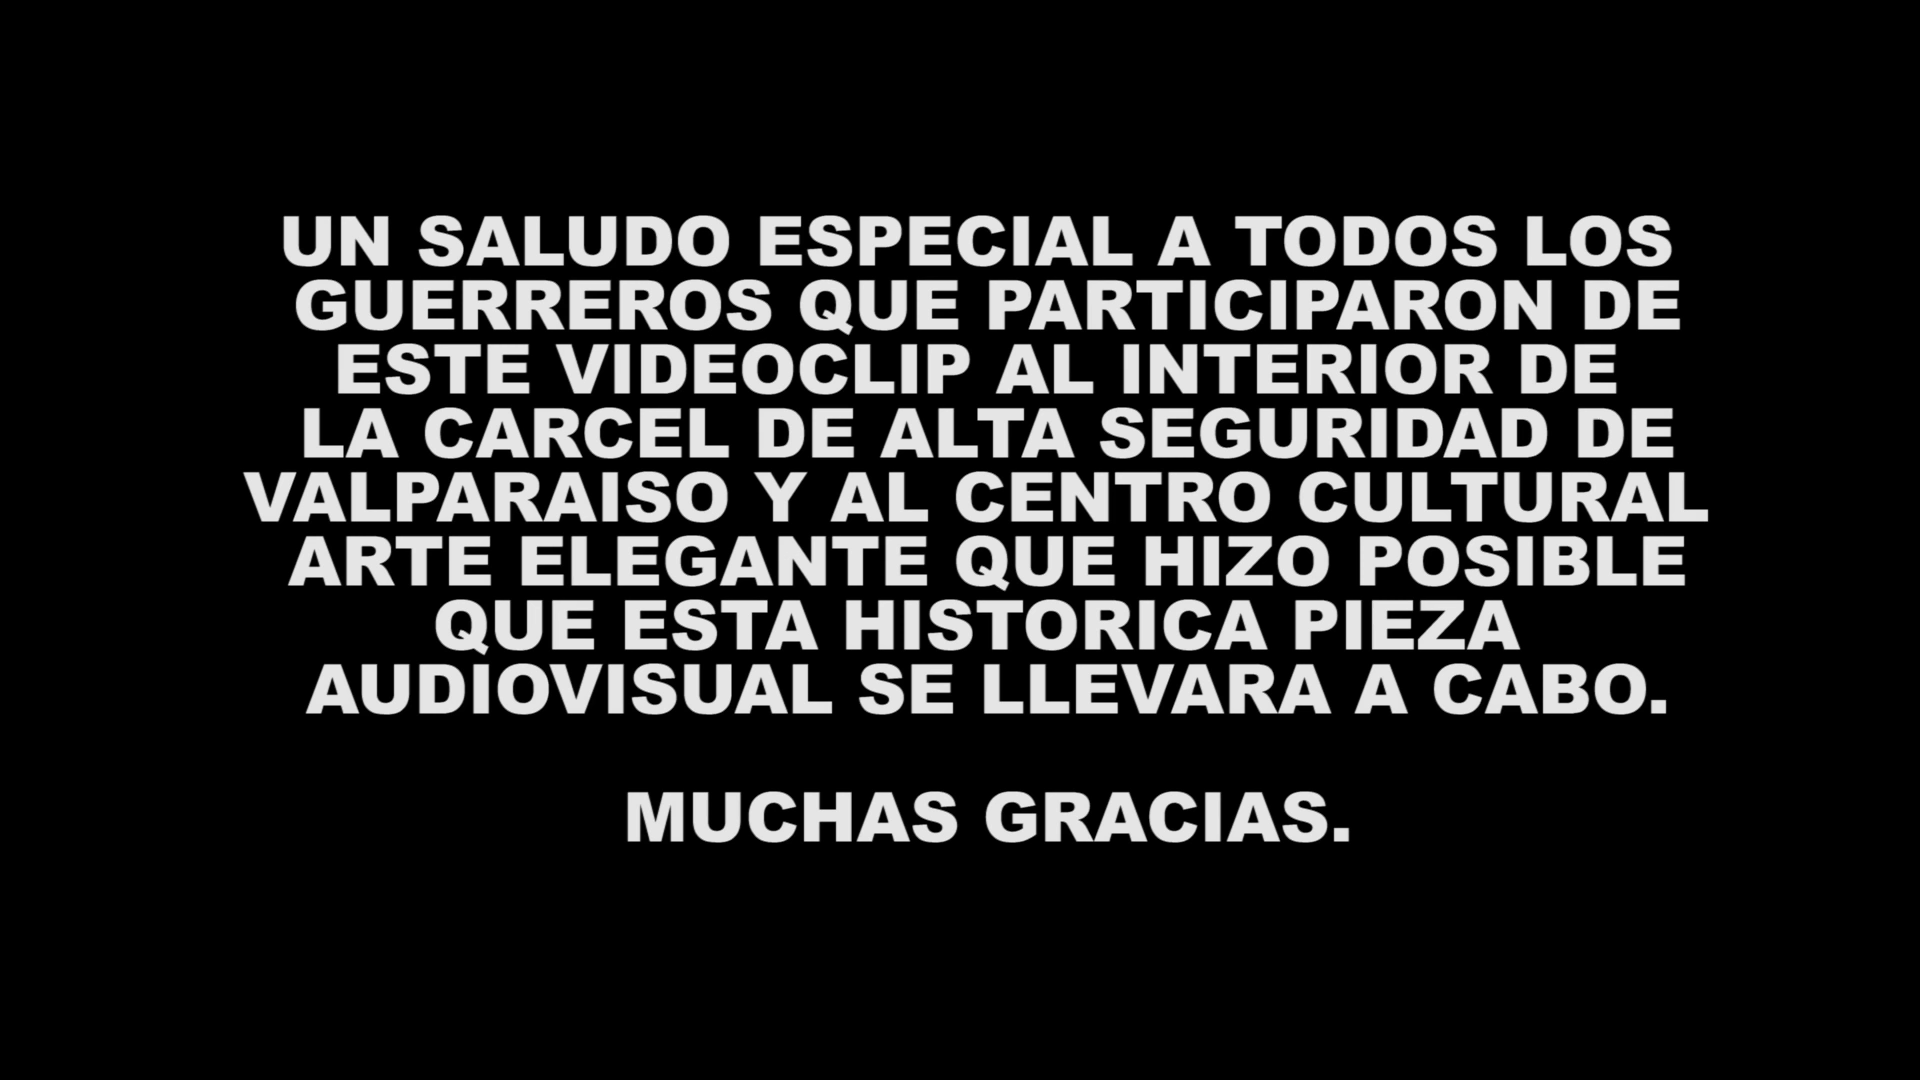 UN SALUDO ESPECIAL A TODOS LOS
GUERREROS QUE PARTICIPARON DE
ESTE VIDEOCLIP AL INTERIOR DE
LA CARCEL DE ALTA SEGURIDAD DE
VALPARAISO Y AL CENTRO CULTURAL
ARTE ELEGANTE QUE HIZO POSIBLE
QUE ESTA HISTORICA PIEZA
AUDIOVISUAL SE LLEVARA A CABO.
MUCHAS GRACIAS.